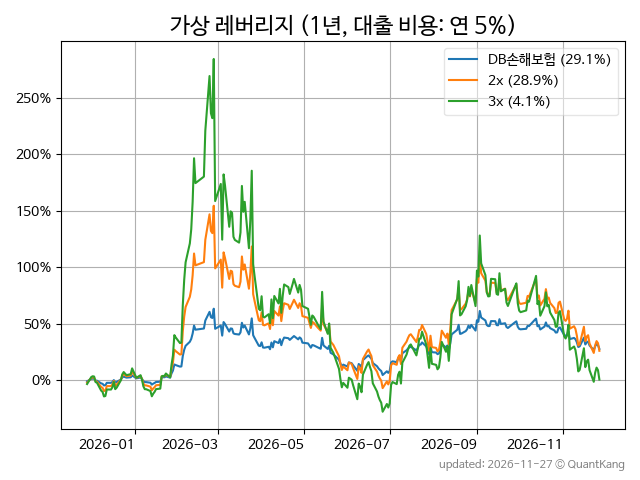 가상 레버리지 (1년, 대출 비용: 연 5%)
DB손해보험 (29.1%)
2x (28.9%)
3x (4.1%)
250%
200%
150%
100%
50%
0%
2026-01 2026-03 2026-05 2026-07 2026-09 2026-11
updated: 2026-11-27 © QuantKang